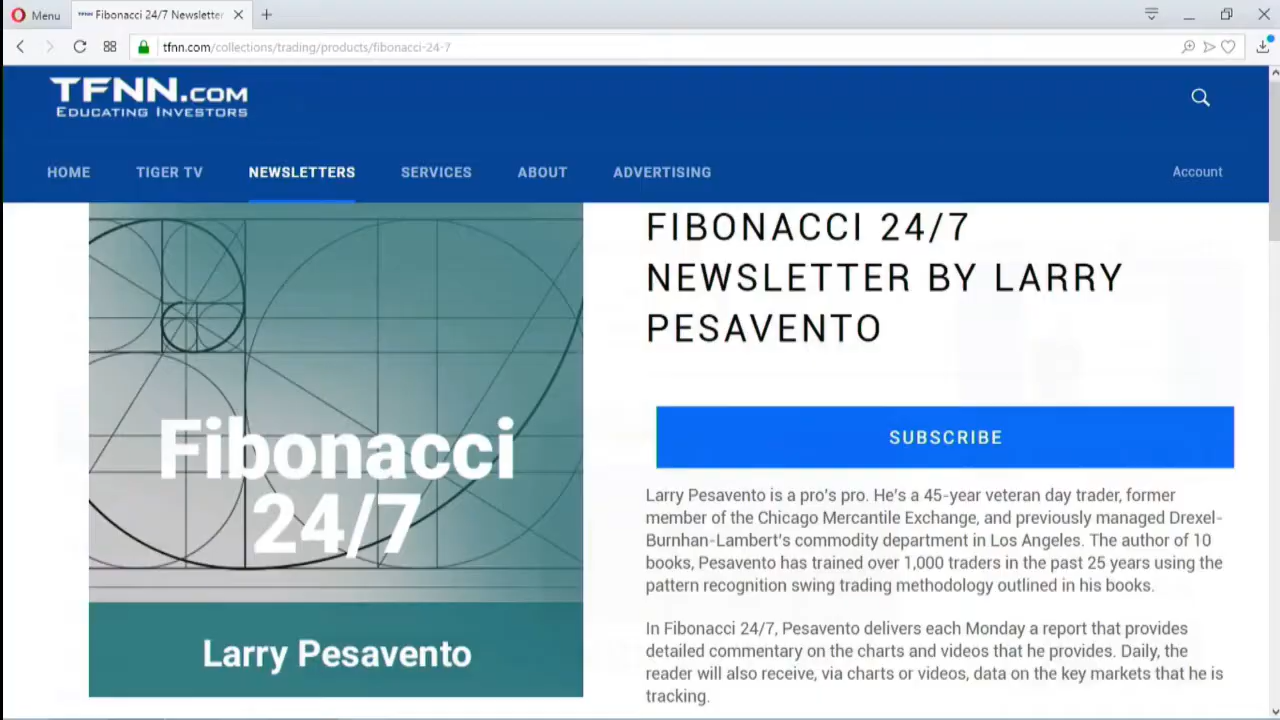 Menu
Fibonacci 24/7 Newsletter
tfnn.com/collections/trading/products/fibonacci-24-7
TFNN.COM
EDUCATING INVESTORS
HOME
TIGER TV
NEWSLETTERS
SERVICES
ABOUT
ADVERTISING
Account
Fibonacci
24/7
Larry Pesavento
FIBONACCI 24/7
NEWSLETTER BY LARRY
PESAVENTO
SUBSCRIBE
Larry Pesavento is a pro's pro. He's a 45-year veteran day trader, former
member of the Chicago Mercantile Exchange, and previously managed Drexel-
Burnhan-Lambert's commodity department in Los Angeles. The author of 10
books, Pesavento has trained over 1,000 traders in the past 25 years using the
pattern recognition swing trading methodology outlined in his books.
In Fibonacci 24/7, Pesavento delivers each Monday a report that provides
detailed commentary on the charts and videos that he provides. Daily, the
reader will also receive, via charts or videos, data on the key markets that he is
tracking.